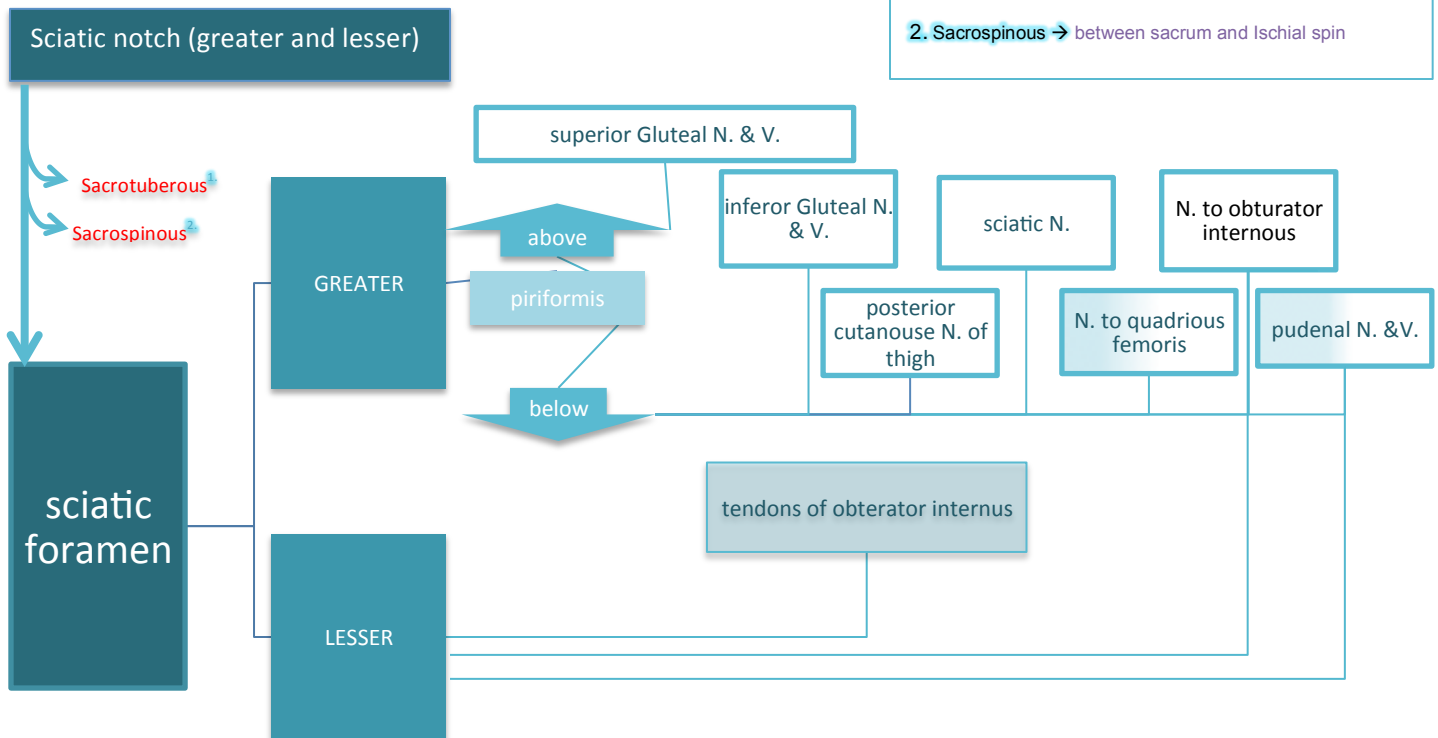 Sciatic notch (greater and lesser)
2. Sacrospinous → between sacrum and Ischial spin
Sacrotuberous1.
Sacrospinous2.
superior Gluteal N. & V.
inferor Gluteal N.
& V.
sciatic N.
N. to obturator
internous
GREATER
above
piriformis
below
posterior
cutanouse N. of
thigh
N. to quadrious
femoris
pudenal N. &V.
sciatic
foramen
tendons of obterator internus
LESSER